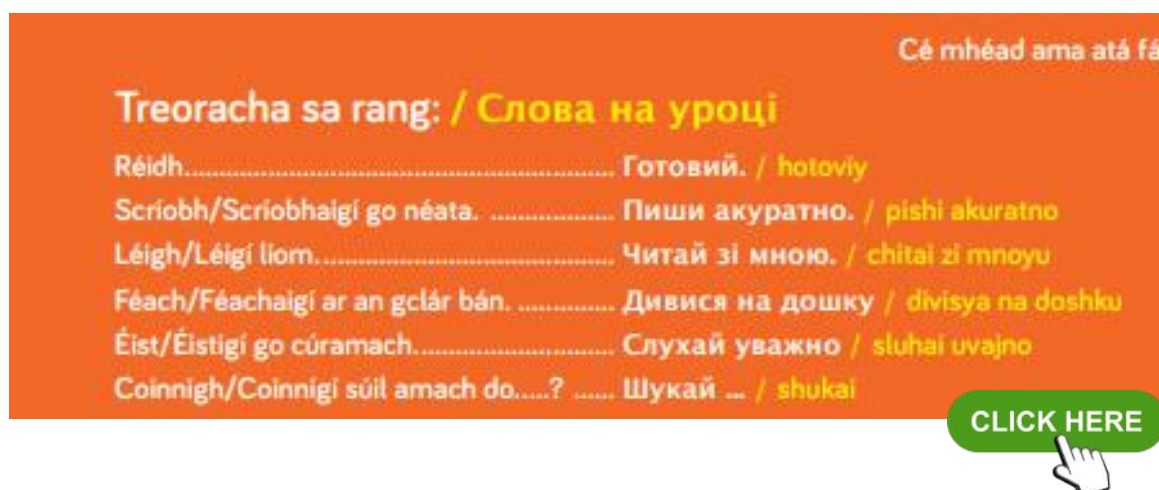 Cé mhéad ama atá fá
Treoracha sa rang: / Слова на уроці
Réidh............................................................ Готовий. / hotoviy
Scríobh/Scríobhaigí go néata. .................. Пиши акуратно. / pishi akuratno
Léigh/Léigí liom.......................................... Читай зі мною. / chitai zi mnoyu
Féach/Féachaigí ar an gclár bán. ............... Дивися на дошку / divisya na doshku
Éist/Éistigí go cúramach............................. Слухай уважно / sluhai uvajno
Coinnigh/Coinnigí súil amach do.....? ...... Шукай ... / shukai
CLICK HERE